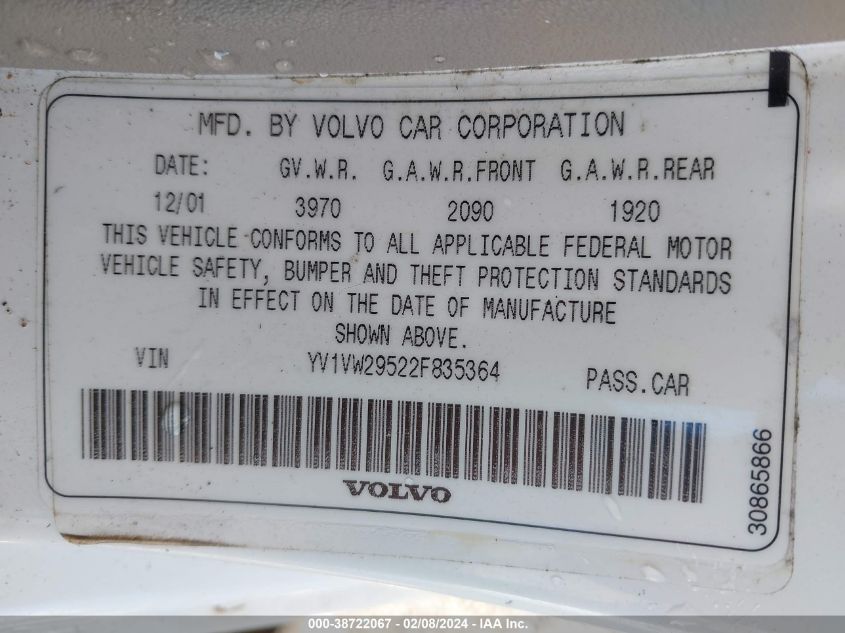 MFD. BY VOLVO CAR CORPORATION
DATE: GV.W.R. G.A.W.R.FRONT G.A.W.R.REAR
12/01 3970 2090 1920
THIS VEHICLE CONFORMS TO ALL APPLICABLE FEDERAL MOTOR
VEHICLE SAFETY, BUMPER AND THEFT PROTECTION STANDARDS
IN EFFECT ON THE DATE OF MANUFACTURE
SHOWN ABOVE.
VIN YV1VW29522F835364 PASS.CAR
VOLVO
30865866
000-38722067 - 02/08/2024 - IAA Inc.